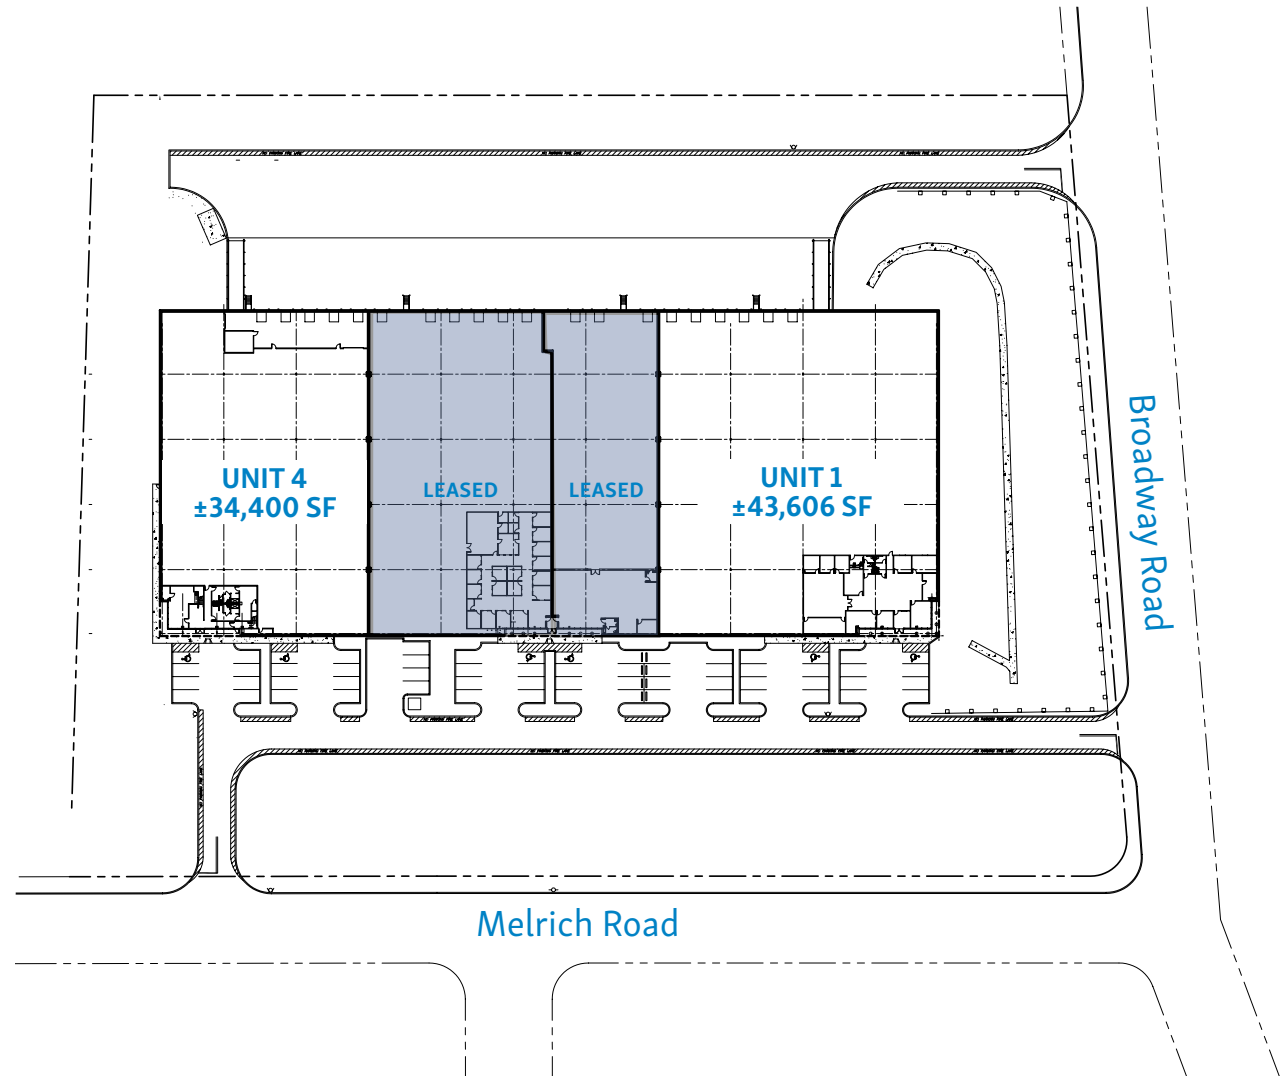 UNIT 4
±34,400 SF
LEASED
LEASED
UNIT 1
±43,606 SF
Broadway Road
Melrich Road